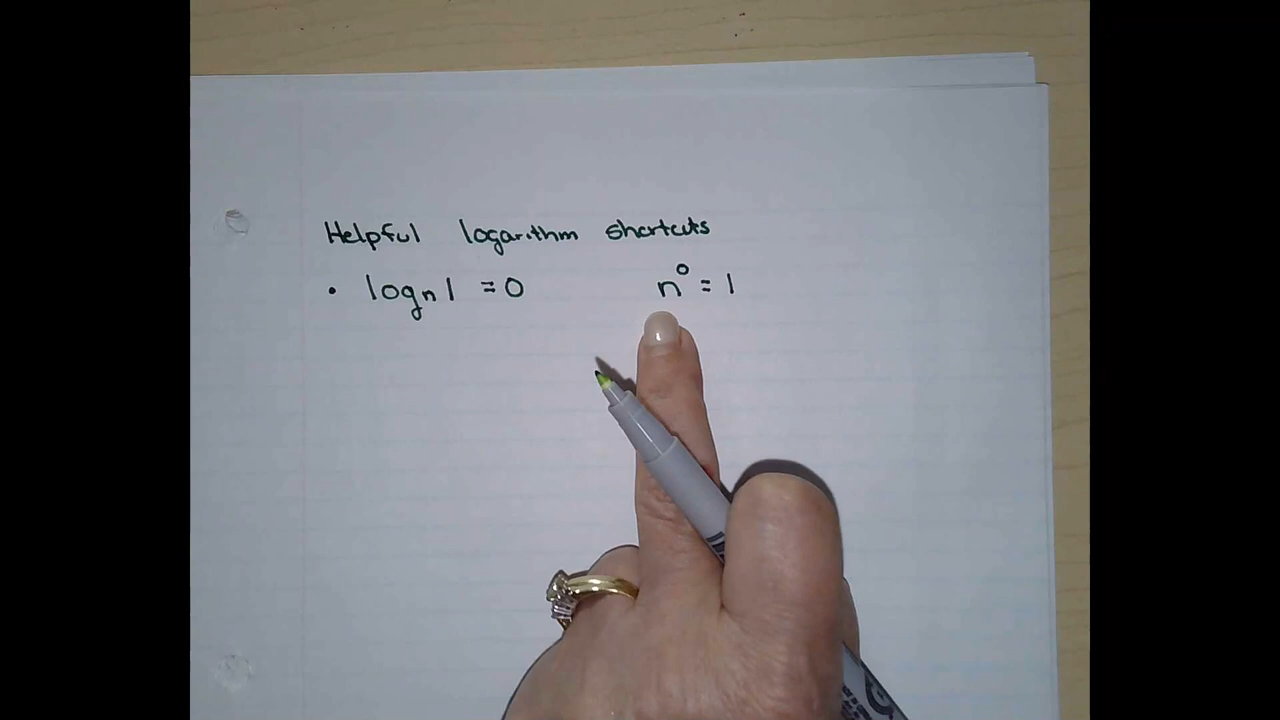 Helpful logarithm shortcuts
• logₙ1 = 0 n⁰ = 1